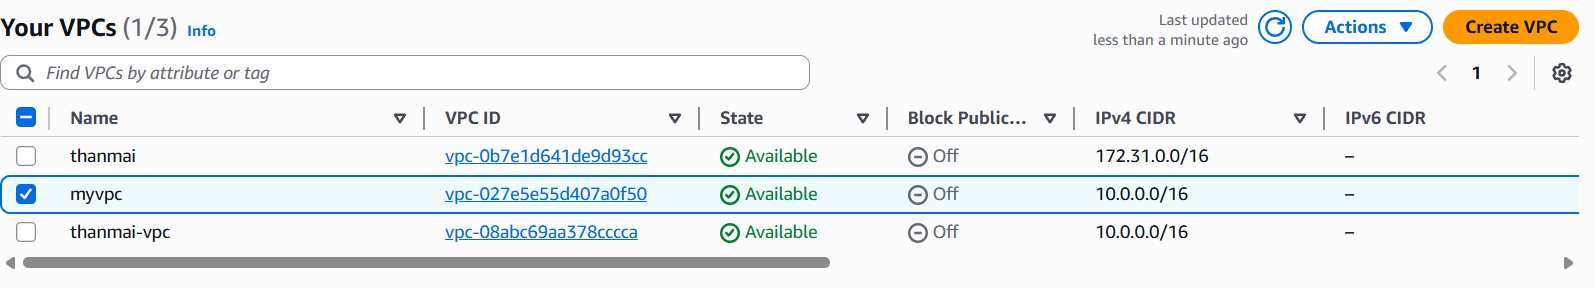 Your VPCs (1/3) Info
Last updated
less than a minute ago
Actions
Create VPC
Find VPCs by attribute or tag
1
Name VPC ID State Block Public... IPv4 CIDR IPv6 CIDR
thanmai vpc-0b7e1d641de9d93cc Available Off 172.31.0.0/16 –
myvpc vpc-027e5e55d407a0f50 Available Off 10.0.0.0/16 –
thanmai-vpc vpc-08abc69aa378cccca Available Off 10.0.0.0/16 –